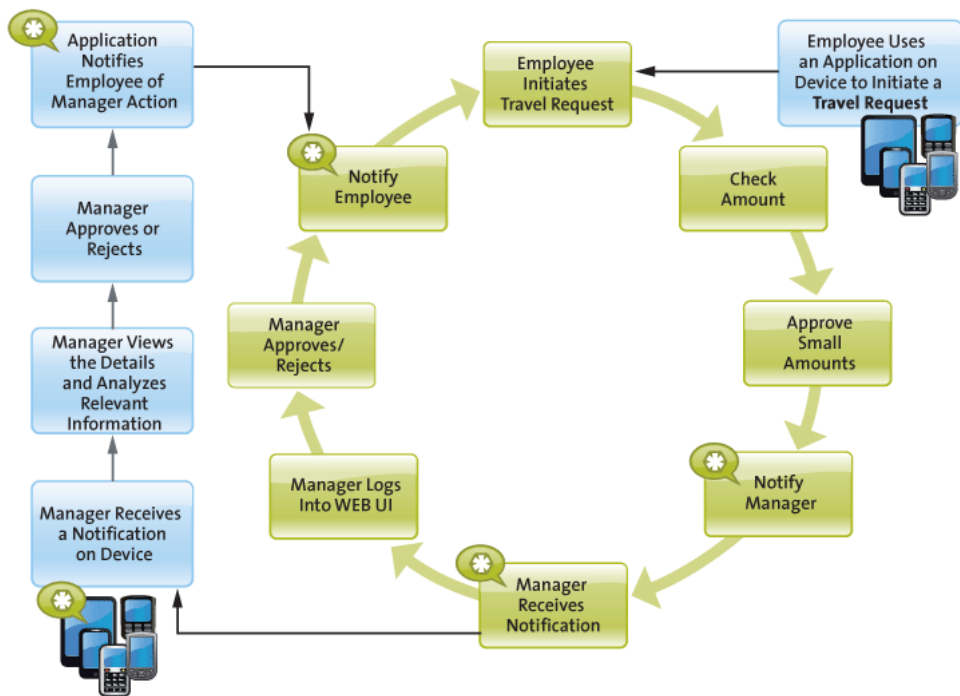 Application
Notifies
Employee of
Manager Action
Manager
Approves or
Rejects
Manager Views
the Details
and Analyzes
Relevant
Information
Manager Receives
a Notification
on Device
Employee
Initiates
Travel Request
Employee Uses
an Application on
Device to Initiate a
Travel Request
Check
Amount
Approve
Small
Amounts
Notify
Manager
Manager
Receives
Notification
Manager Logs
Into WEB UI
Manager
Approves/
Rejects
Notify
Employee